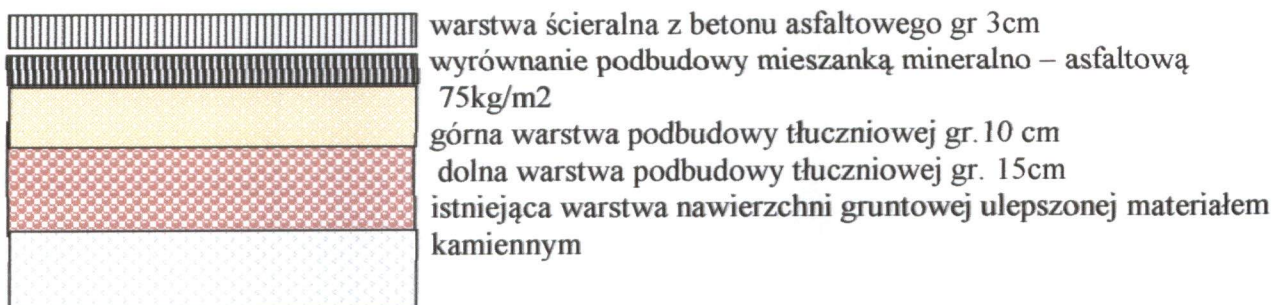 warstwa ścieralna z betonu asfaltowego gr 3cm
wyrównanie podbudowy mieszanką mineralno – asfaltową
75kg/m2
górna warstwa podbudowy tłuczniowej gr. 10 cm
dolna warstwa podbudowy tłuczniowej gr. 15cm
istniejąca warstwa nawierzchni gruntowej ulepszonej materiałem
kamiennym